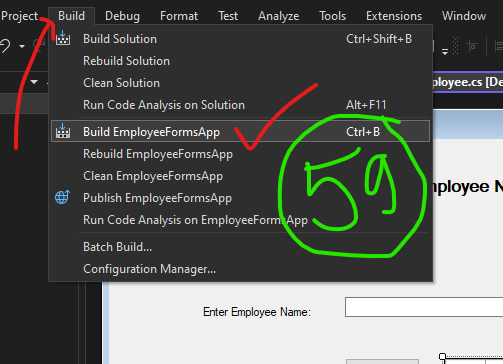 Project Build Debug Format Test Analyze Tools Extensions Window
Build Solution Ctrl+Shift+B
Rebuild Solution
ployee.cs [De
Clean Solution
Run Code Analysis on Solution Alt+F11
Build EmployeeFormsApp Ctrl+B
Rebuild EmployeeFormsApp
Clean EmployeeFormsApp
59
mployee N
Publish EmployeeFormsApp
Run Code Analysis on EmployeeFormsApp
Batch Build...
Configuration Manager...
Enter Employee Name: